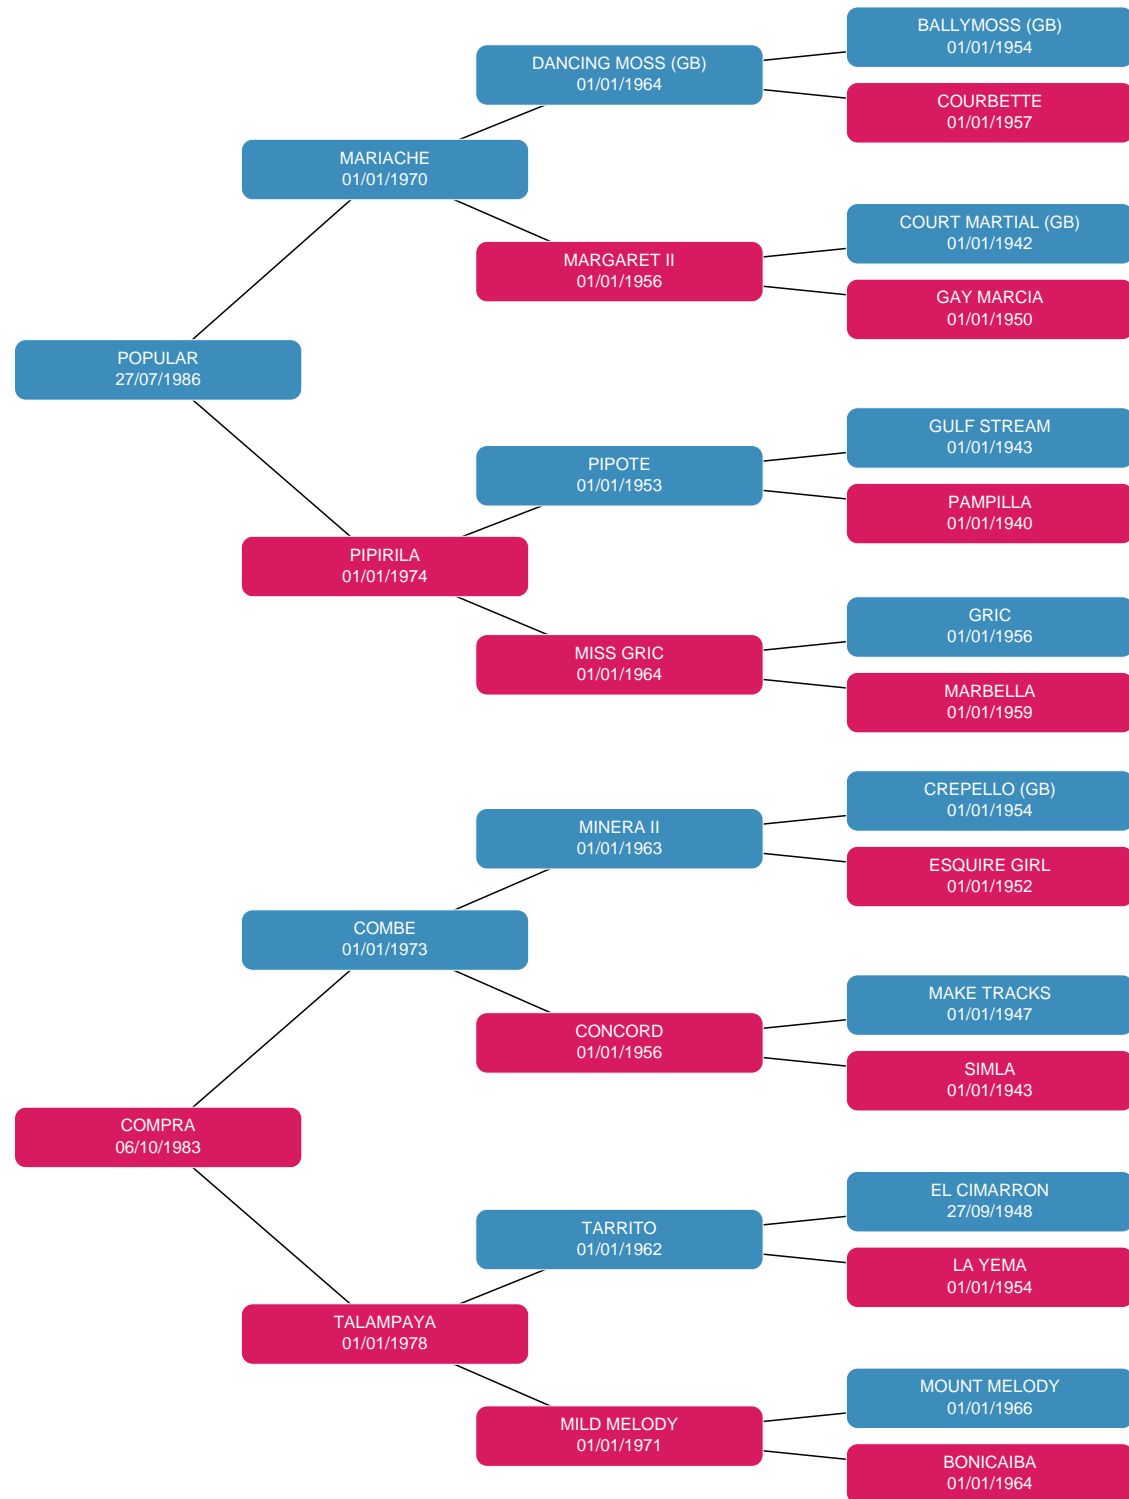 BALLYMOSS (GB)
01/01/1954
DANCING MOSS (GB)
01/01/1964
COURBETTE
01/01/1957
MARIACHE
01/01/1970
COURT MARTIAL (GB)
01/01/1942
MARGARET II
01/01/1956
GAY MARCIA
01/01/1950
POPULAR
27/07/1986
GULF STREAM
01/01/1943
PIPOTE
01/01/1953
PAMPILLA
01/01/1940
PIPIRILA
01/01/1974
GRIC
01/01/1956
MISS GRIC
01/01/1964
MARBELLA
01/01/1959
CREPELLO (GB)
01/01/1954
MINERA II
01/01/1963
ESQUIRE GIRL
01/01/1952
COMBE
01/01/1973
MAKE TRACKS
01/01/1947
CONCORD
01/01/1956
SIMLA
01/01/1943
COMPRA
06/10/1983
EL CIMARRON
27/09/1948
TARRITO
01/01/1962
LA YEMA
01/01/1954
TALAMPAYA
01/01/1978
MOUNT MELODY
01/01/1966
MILD MELODY
01/01/1971
BONICAIBA
01/01/1964